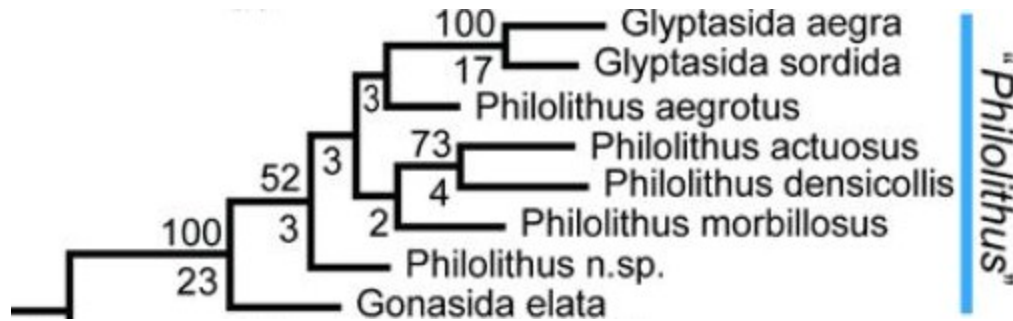 100 Glyptasida aegra
17 Glyptasida sordida
3 Philolithus aegrotus
73 Philolithus actuosus
3
4 Philolithus densicollis
52
2 Philolithus morbillosus
3
100
Philolithus n.sp.
23
Gonasida elata
"Philolithus"